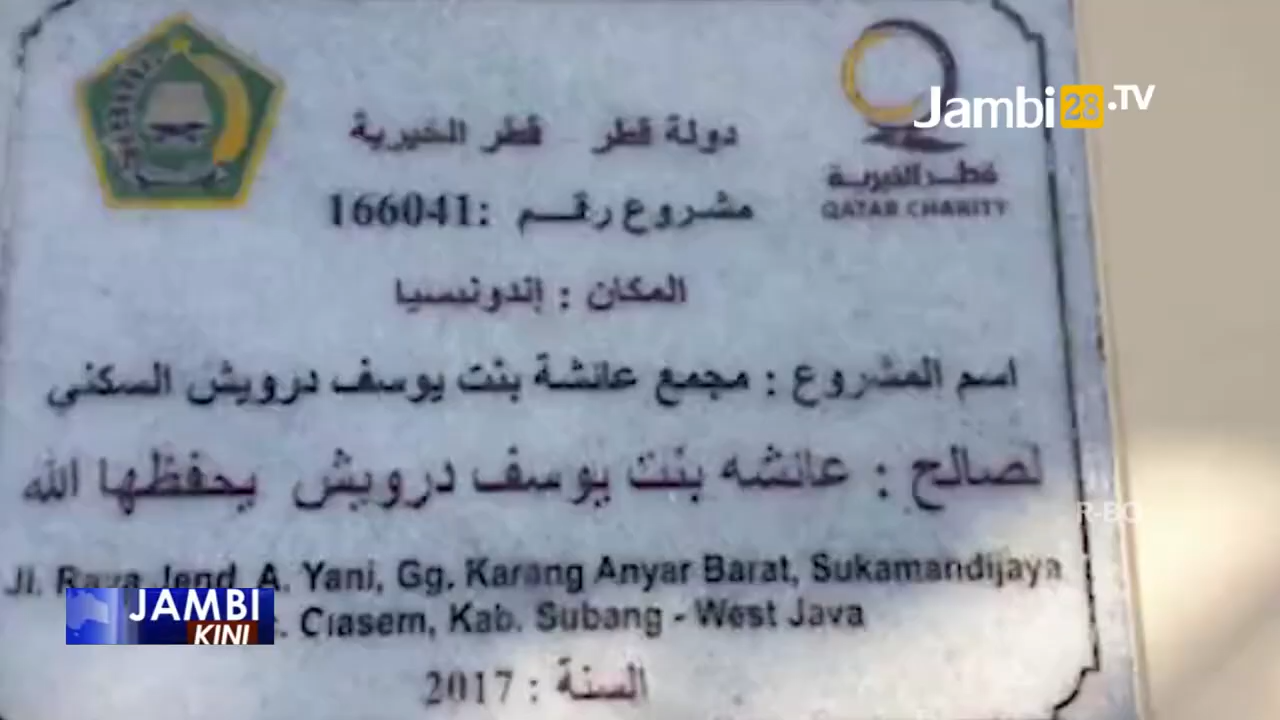 Jambi28.TV
دولة قطر    قطر الخيرية
قطر الخيرية
QATAR CHARITY
مشروع رقم :166041
المكان : إندونسيا
اسم المشروع : مجمع عائشة بنت يوسف درويش السكني
لصالح : عائشه بنت يوسف درويش يحفظها الله
Jl. Raya Jend. A. Yani, Gg. Karang Anyar Barat, Sukamandijaya
Ciasem, Kab. Subang - West Java
السنة : 2017
JAMBI
KINI